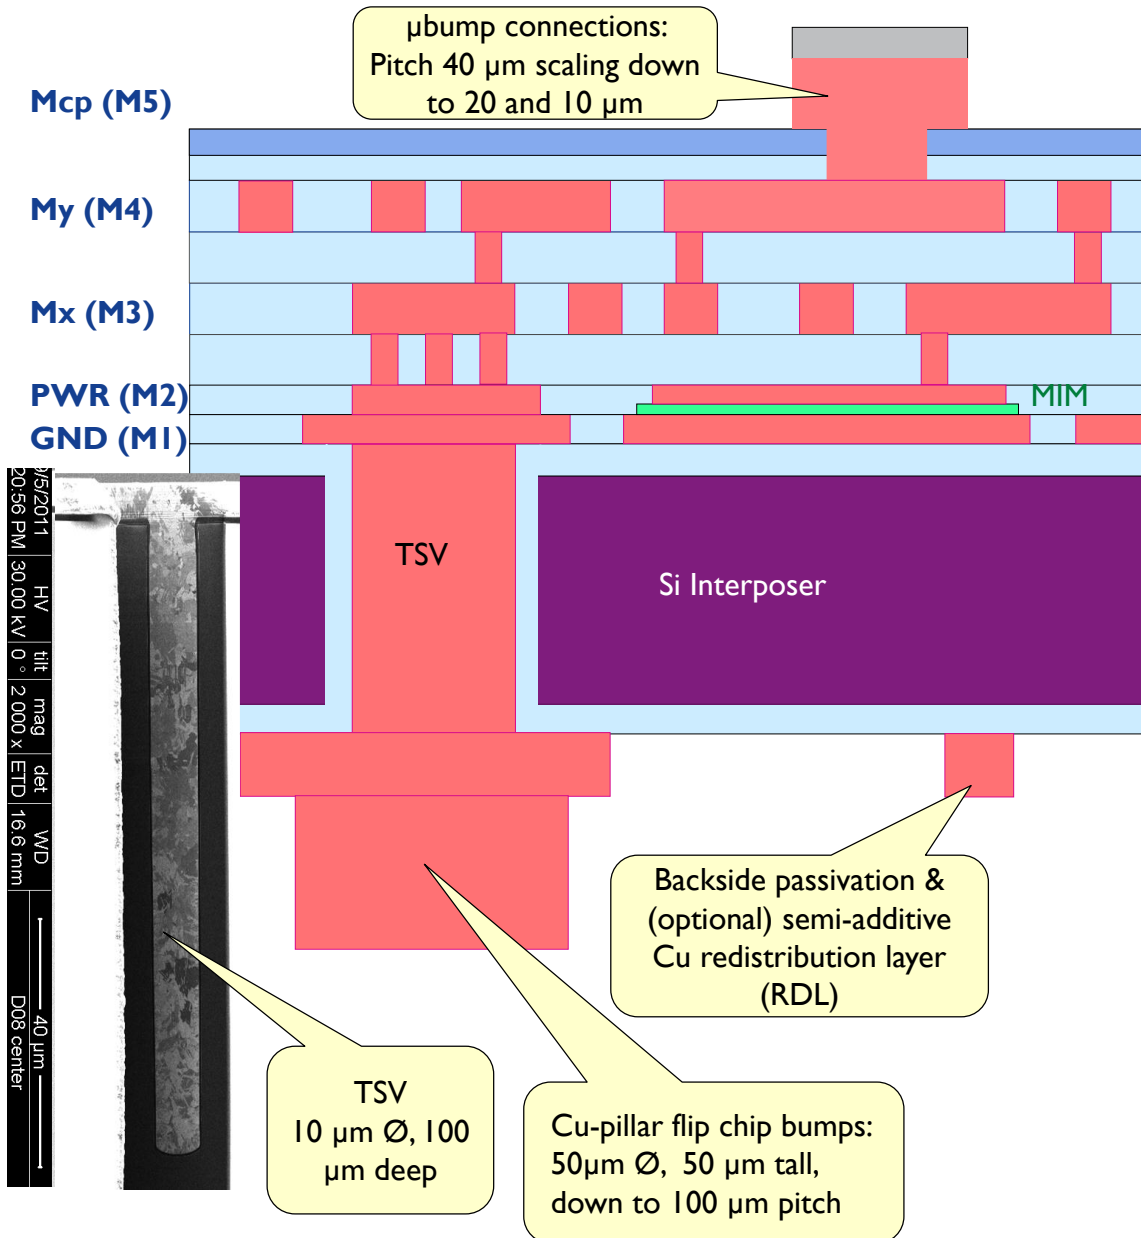 µbump connections:
Pitch 40 µm scaling down
to 20 and 10 µm
Mcp (M5)
My (M4)
Mx (M3)
PWR (M2)
MIM
GND (M1)
TSV
Si Interposer
9/5/2011 HV tilt mag det WD 40 µm
20:56 PM 30.00 kV 0 ° 2 000 x ETD 16.6 mm D08 center
Backside passivation &
(optional) semi-additive
Cu redistribution layer
(RDL)
TSV
10 µm Ø, 100
µm deep
Cu-pillar flip chip bumps:
50µm Ø, 50 µm tall,
down to 100 µm pitch